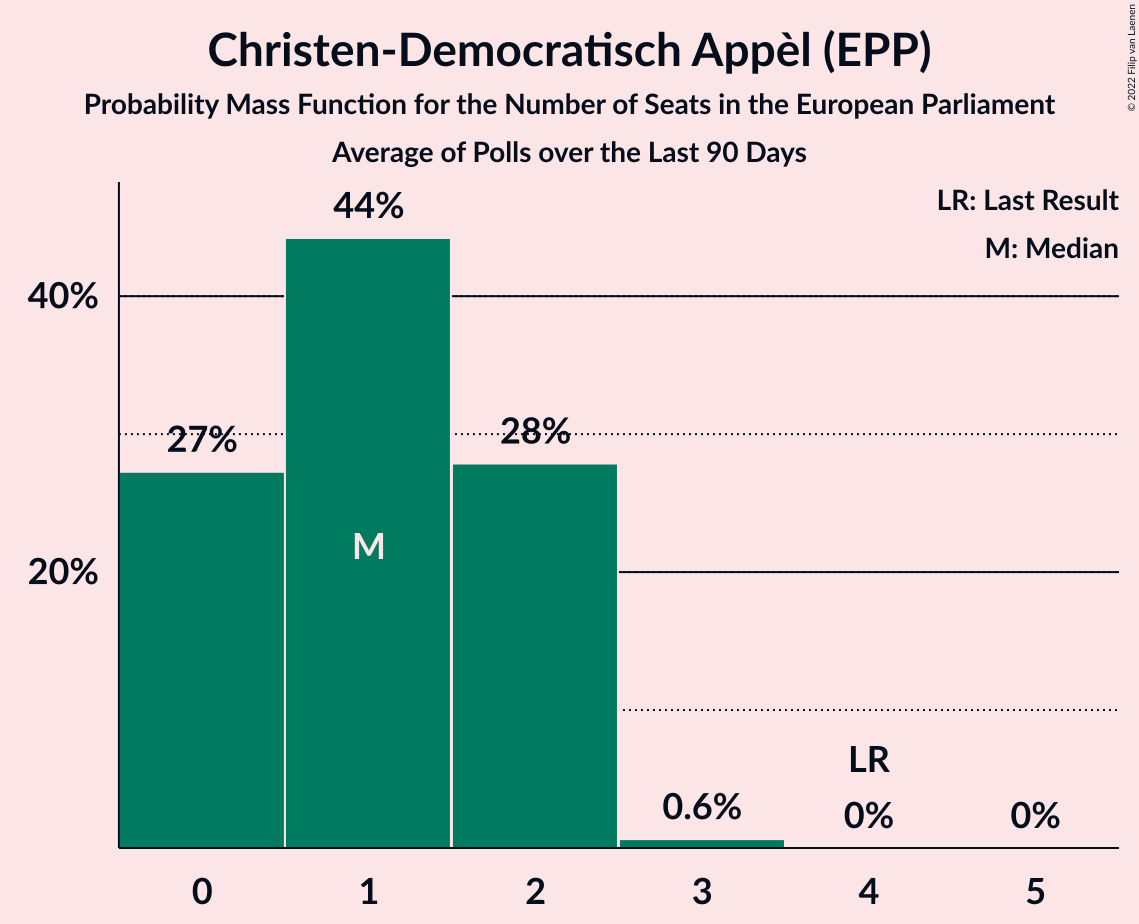 Christen-Democratisch Appèl (EPP)
Probability Mass Function for the Number of Seats in the European Parliament
Average of Polls over the Last 90 Days
© 2022 Filip van Laenen
LR: Last Result
M: Median
44%
40%
27%
28%
M
20%
LR
0.6%
0%
0%
0 1 2 3 4 5